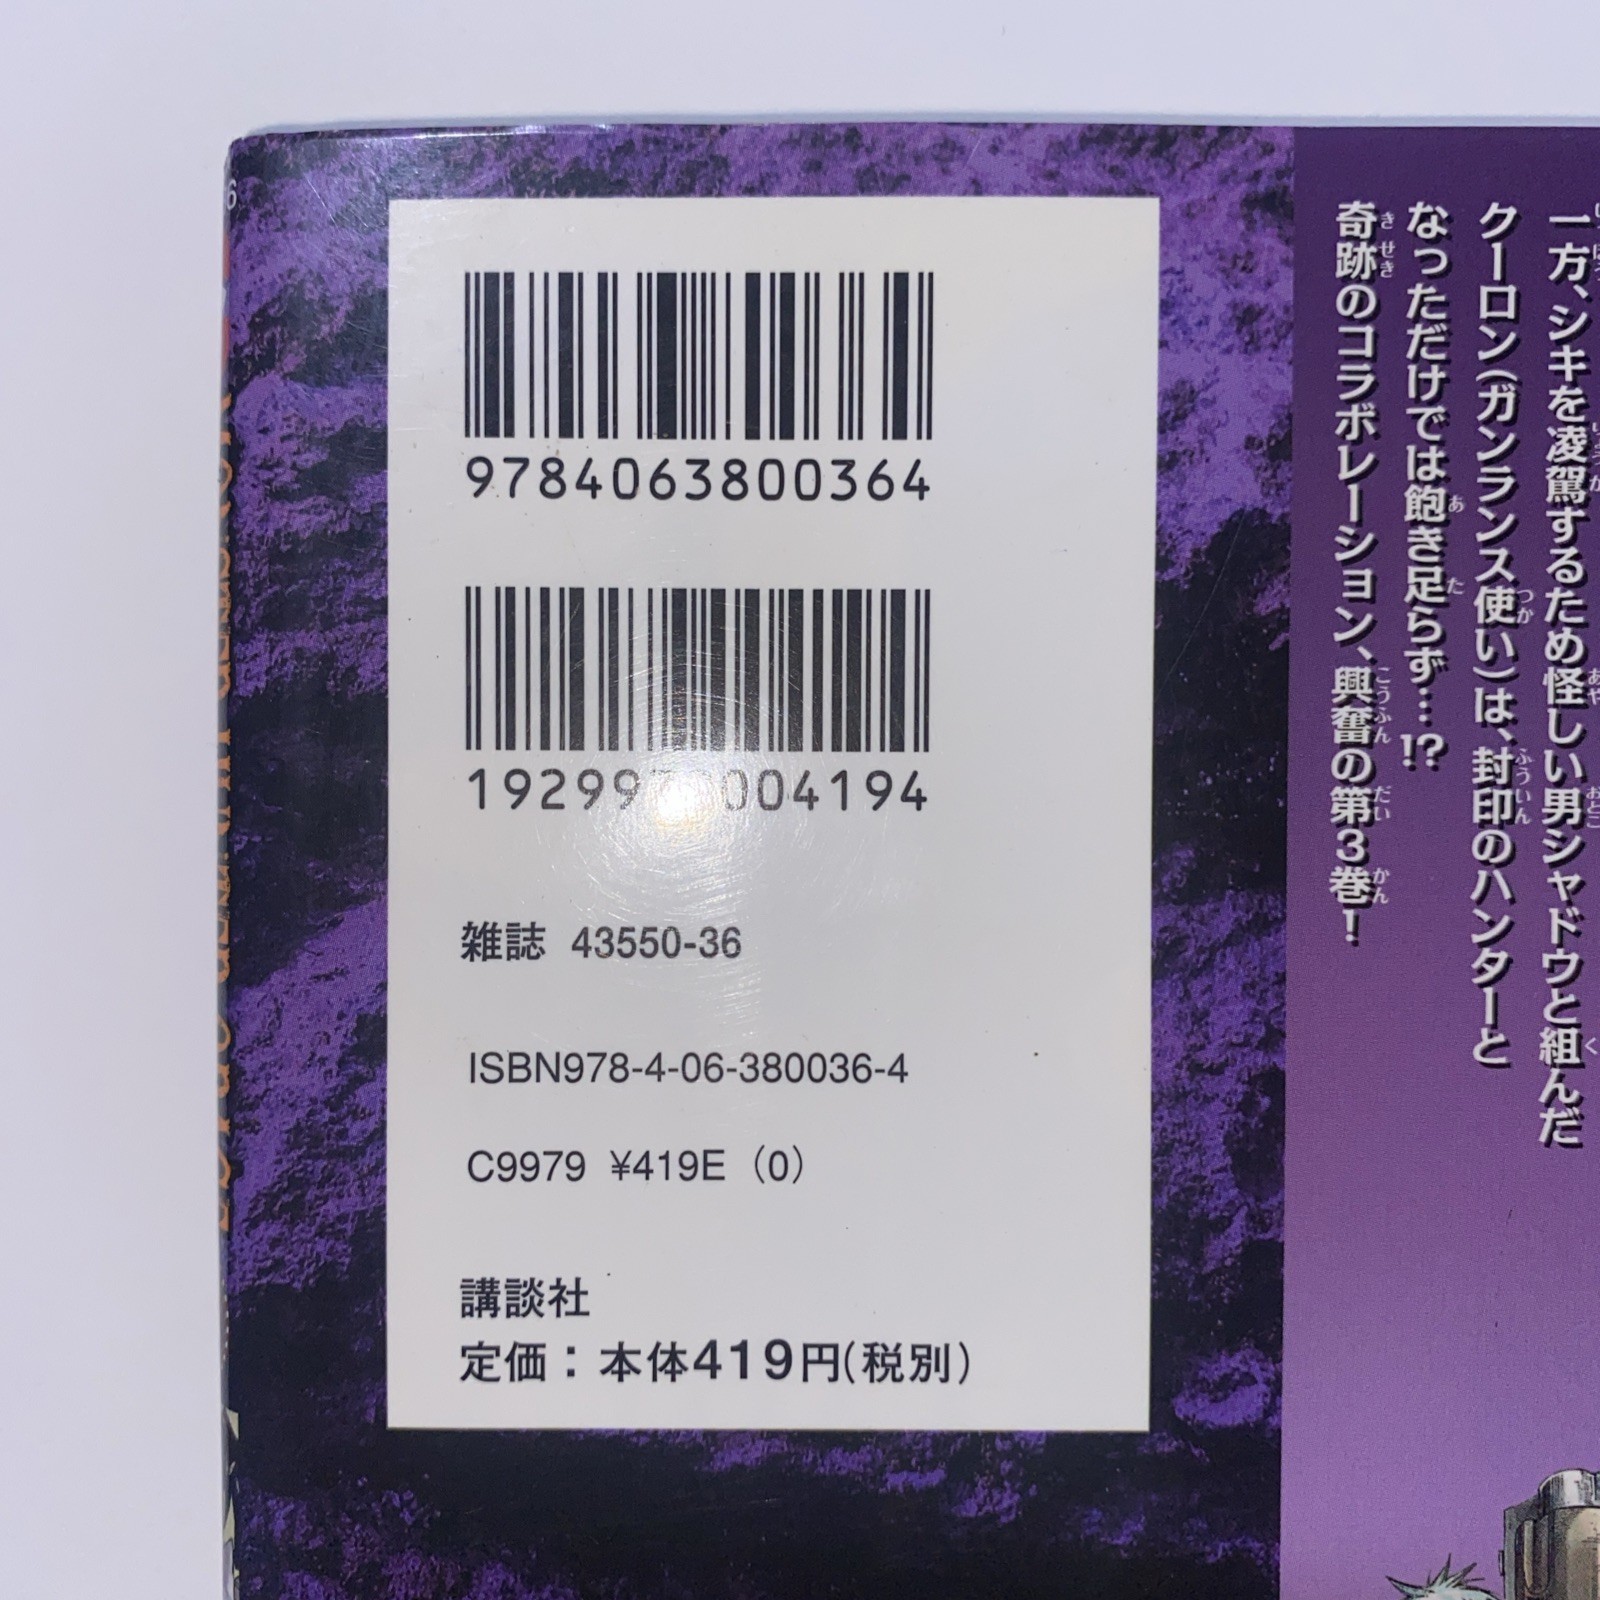 9784063800364
雑誌 43550-36
ISBN978-4-06-380036-4
C9979 ¥419E (0)
講談社
定価：本体419円(税別)
一方、シキを凌駕するため怪しい男シャドウと組んだ
クーロン(ガンランス使い)は、封印のハンターと
なっただけでは飽き足らず…!?
奇跡のコラボレーション、興奮の第3巻!